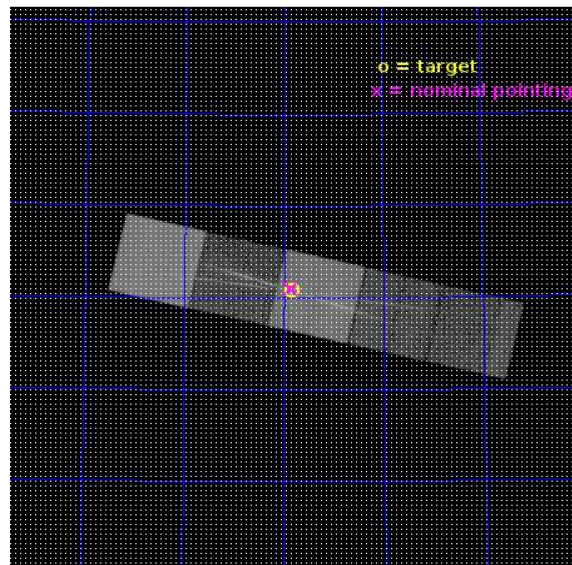 o = target
x = nominal pointing